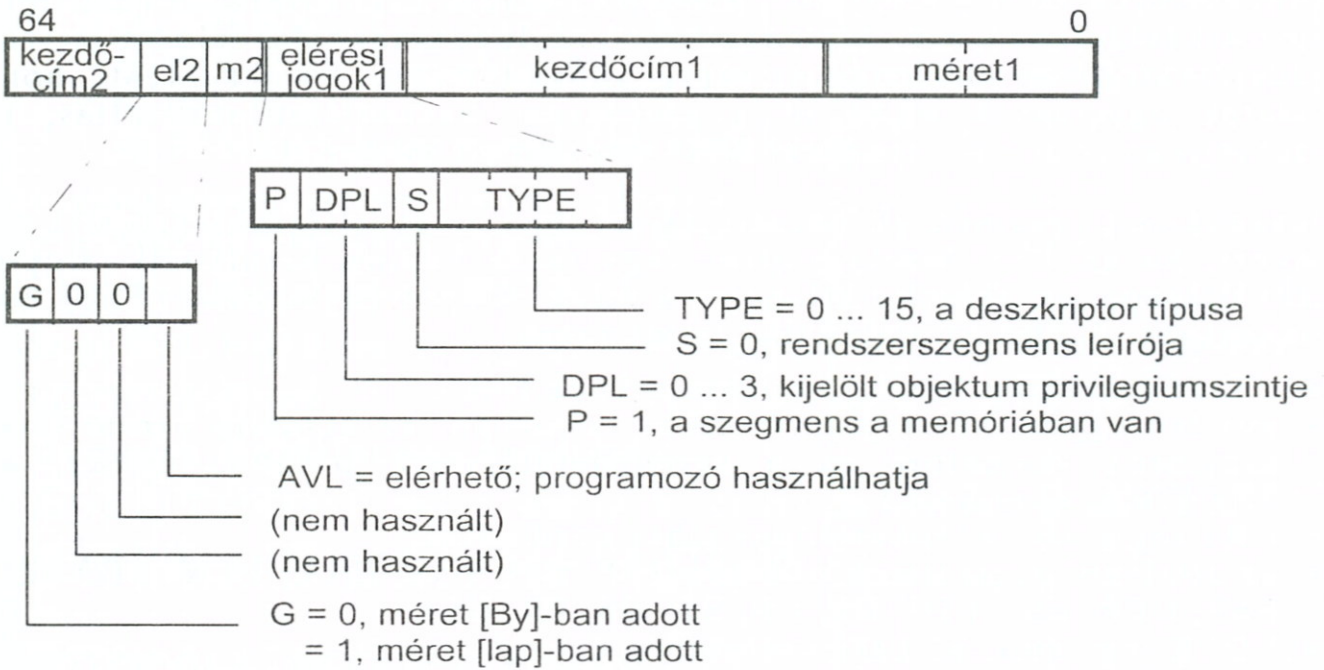 64 0
kezdő-
cím2 el2 m2 elérési
jogok1 kezdőcím1 méret1
P DPL S TYPE
G 0 0
TYPE = 0 ... 15, a deszkriptor típusa
S = 0, rendszerszegmens leírója
DPL = 0 ... 3, kijelölt objektum privilegiumszintje
P = 1, a szegmens a memóriában van
AVL = elérhető; programozó használhatja
(nem használt)
(nem használt)
G = 0, méret [By]-ban adott
= 1, méret [lap]-ban adott